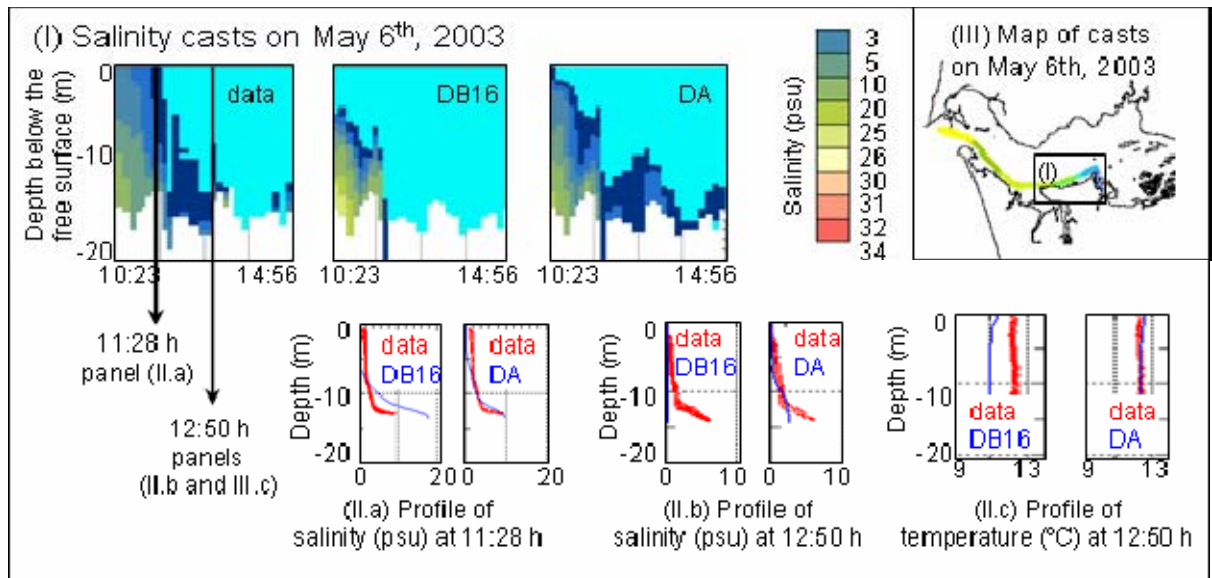 (I) Salinity casts on May 6th, 2003
Depth below the
free surface (m)
0
-10
-20
data
DB16
DA
10:23 14:56
10:23 14:56
10:23 14:56
Salinity (psu)
3
5
10
20
25
26
30
31
32
34
(III) Map of casts
on May 6th, 2003
(I)
11:28 h
panel (II.a)
12:50 h
panels
(II.b and III.c)
Depth (m)
0
-10
-20
data
DB16
data
DA
0 20 0 20
(II.a) Profile of
salinity (psu) at 11:28 h
Depth (m)
0
-10
-20
data
DB16
data
DA
0 10 0 10
(II.b) Profile of
salinity (psu) at 12:50 h
Depth (m)
0
-10
-20
data
DB16
data
DA
9 13 9 13
(II.c) Profile of
temperature (°C) at 12:50 h